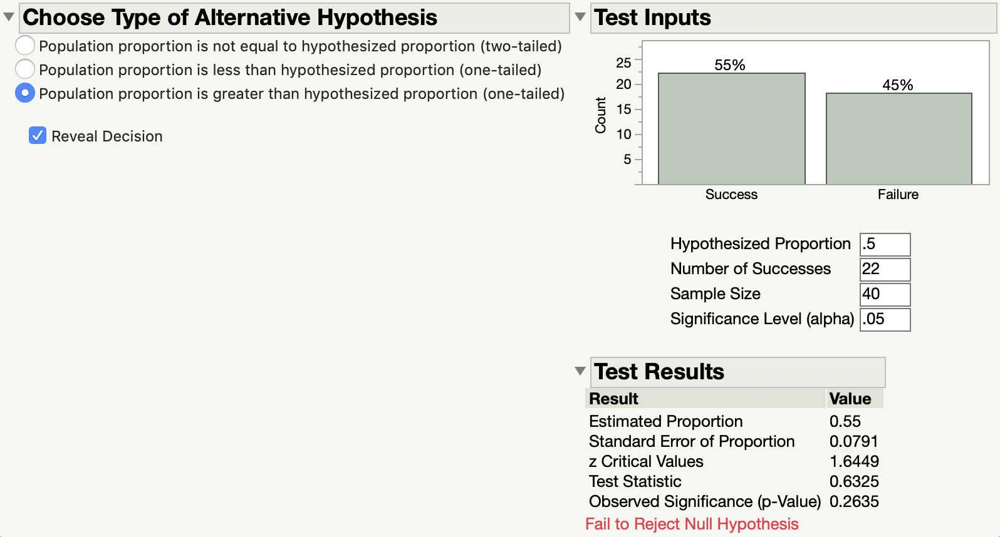 Choose Type of Alternative Hypothesis
Population proportion is not equal to hypothesized proportion (two-tailed)
Population proportion is less than hypothesized proportion (one-tailed)
Population proportion is greater than hypothesized proportion (one-tailed)
Reveal Decision
Test Inputs
Count
25
20
15
10
5
55%
45%
Success
Failure
Hypothesized Proportion .5
Number of Successes 22
Sample Size 40
Significance Level (alpha) .05
Test Results
Result Value
Estimated Proportion 0.55
Standard Error of Proportion 0.0791
z Critical Values 1.6449
Test Statistic 0.6325
Observed Significance (p-Value) 0.2635
Fail to Reject Null Hypothesis